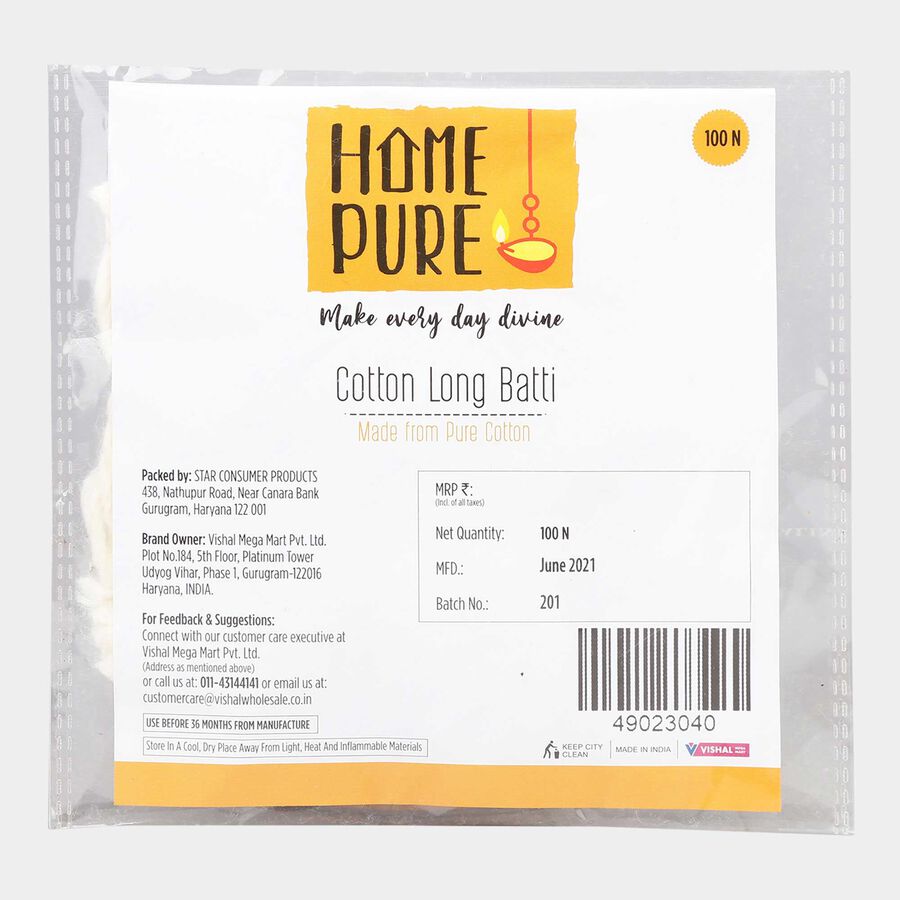 HOME
PURE
100 N
Make every day divine
Cotton Long Batti
Made from Pure Cotton
Packed by: STAR CONSUMER PRODUCTS
438, Nathupur Road, Near Canara Bank
Gurugram, Haryana 122 001
Brand Owner: Vishal Mega Mart Pvt. Ltd.
Plot No.184, 5th Floor, Platinum Tower
Udyog Vihar, Phase 1, Gurugram-122016
Haryana, INDIA.
For Feedback & Suggestions:
Connect with our customer care executive at
Vishal Mega Mart Pvt. Ltd.
(Address as mentioned above)
or call us at: 011-43144141 or email us at:
customercare@vishalwholesale.co.in
USE BEFORE 36 MONTHS FROM MANUFACTURE
Store In A Cool, Dry Place Away From Light, Heat And Inflammable Materials
MRP ₹:
(Incl. of all taxes)
Net Quantity: 100 N
MFD.: June 2021
Batch No.: 201
49023040
KEEP CITY
CLEAN
MADE IN INDIA
VISHAL MEGA
MART